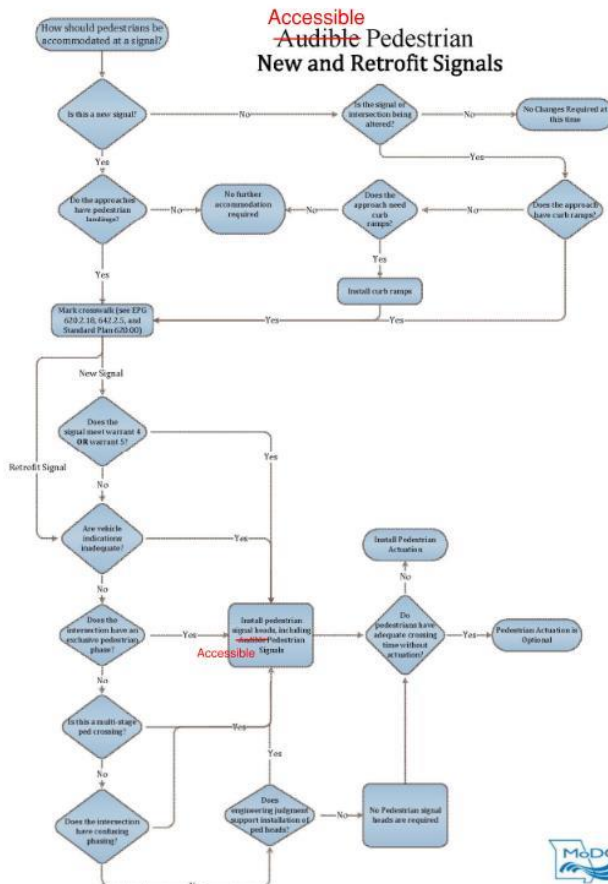 Accessible
Audible Pedestrian
New and Retrofit Signals
How should pedestrians be
accommodated at a signal?
Is this a new signal?
No
Is the signal or
intersection being
altered?
No
No Changes Required at
this time
Yes
Yes
Do the approaches
have pedestrian
landings?
No
No further
accommodation
required
No
Does the
approach need
curb
ramps?
No
Does the approach
have curb ramps?
Yes
Yes
Install curb ramps
Mark crosswalk (see EPG
620.2.18, 642.2.5, and
Standard Plan 620.00)
Yes
Yes
New Signal
Does the
signal meet warrant 4
OR warrant 5?
Yes
Retrofit Signal
No
Are vehicle
indications
inadequate?
Yes
Install Pedestrian
Actuation
No
No
Does the
intersection have an
exclusive pedestrian
phase?
Yes
Install pedestrian
signal heads, including
Audible Pedestrian
Signals
Accessible
Do
pedestrians have
adequate crossing
time without
actuation?
Yes
Pedestrian Actuation is
Optional
No
Is this a multi-stage
ped crossing?
Yes
Yes
No
Does the intersection
have confusing
phasing?
Does
engineering judgment
support installation of
ped heads?
No
No Pedestrian signal
heads are required
No